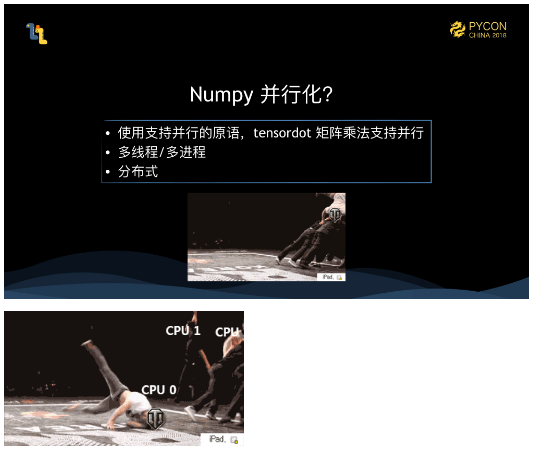 PYCON
CHINA 2018
Numpy 并行化?
• 使用支持并行的原语，tensordot 矩阵乘法支持并行
• 多线程/多进程
• 分布式
iPad,
CPU 1 CPU
CPU 0
iPad,